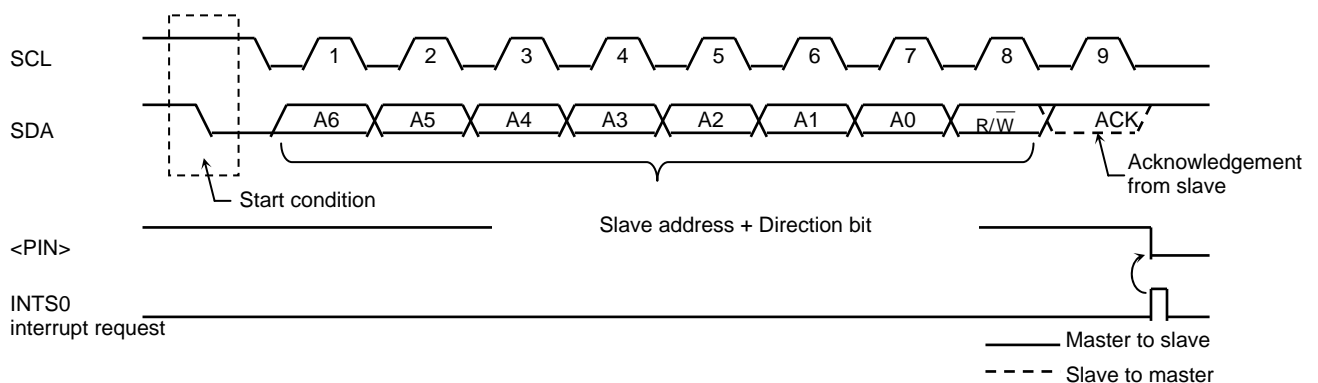 SCL
1 2 3 4 5 6 7 8 9
SDA
A6 A5 A4 A3 A2 A1 A0 R/W̅ ACK
Acknowledgement
from slave
Start condition
Slave address + Direction bit
<PIN>
INTS0
interrupt request
Master to slave
Slave to master